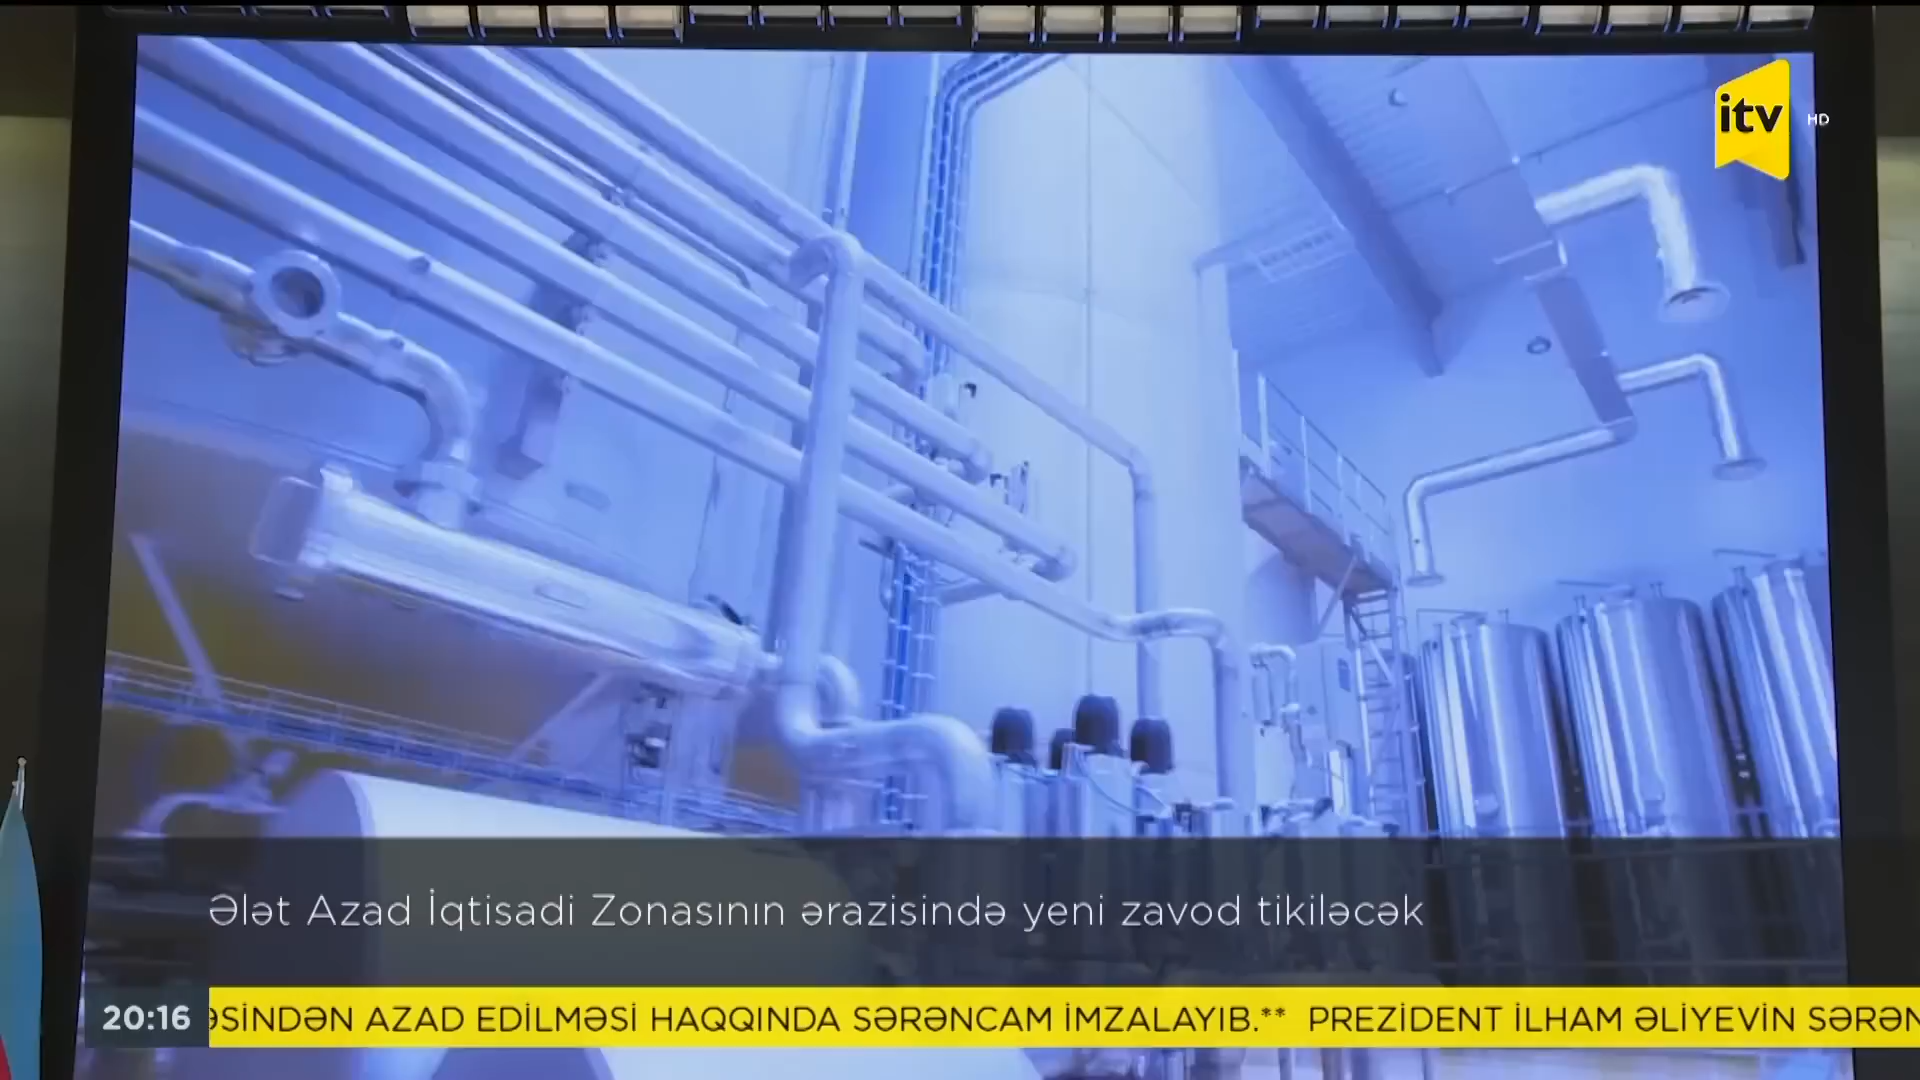 itv HD
Ələt Azad İqtisadi Zonasının ərazisində yeni zavod tikiləcək
20:16
ƏSİNDƏN AZAD EDİLMƏSİ HAQQINDA SƏRƏNCAM İMZALAYIB.** PREZİDENT İLHAM ƏLİYEVİN SƏRƏN